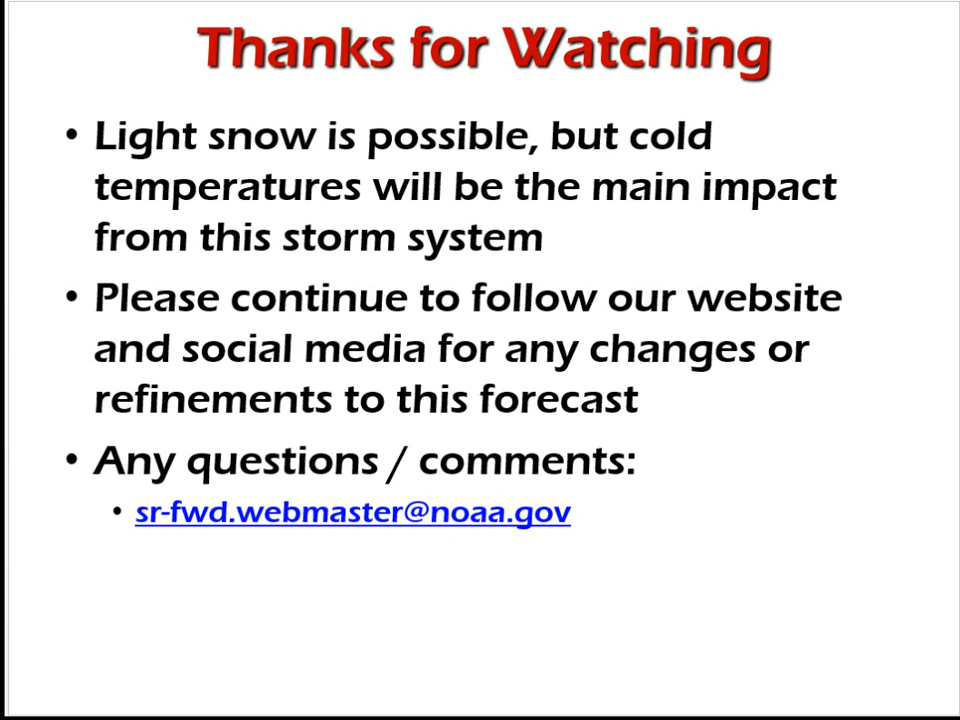 Thanks for Watching
• Light snow is possible, but cold
temperatures will be the main impact
from this storm system
• Please continue to follow our website
and social media for any changes or
refinements to this forecast
• Any questions / comments:
• sr-fwd.webmaster@noaa.gov